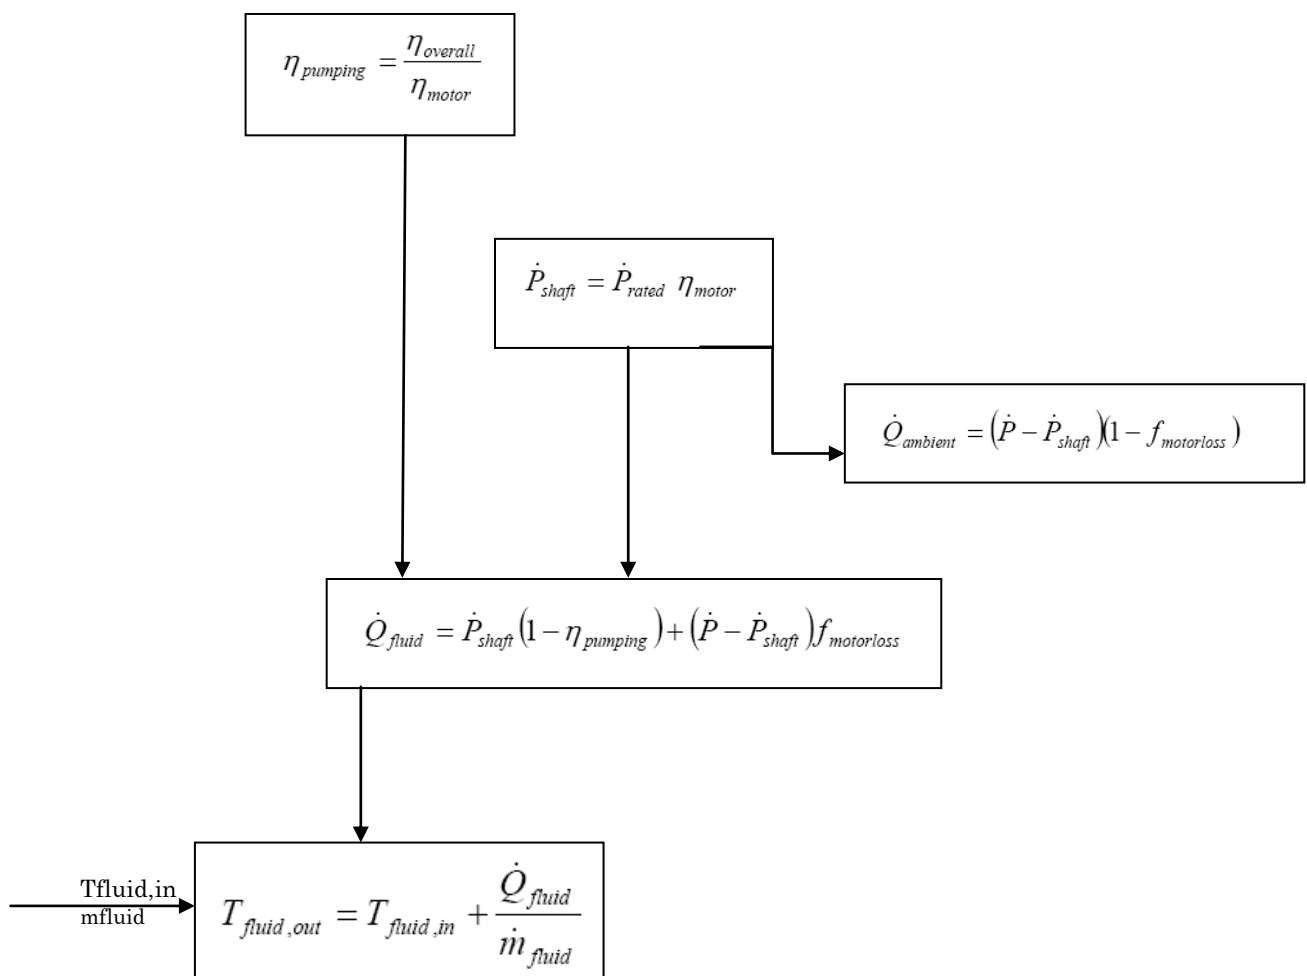 η_pumping = η_overall / η_motor
Ṗ_shaft = Ṗ_rated η_motor
Q̇_ambient = (Ṗ − Ṗ_shaft)(1 − f_motorloss)
Q̇_fluid = Ṗ_shaft(1 − η_pumping) + (Ṗ − Ṗ_shaft)f_motorloss
Tfluid,in
mfluid
T_fluid,out = T_fluid,in + Q̇_fluid / ṁ_fluid